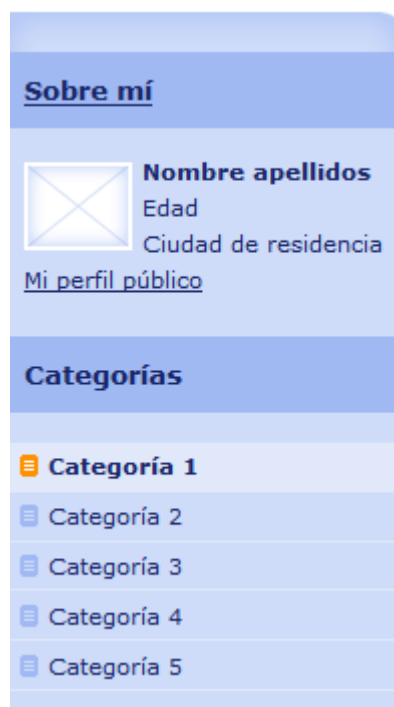 Sobre mí
Nombre apellidos
Edad
Ciudad de residencia
Mi perfil público
Categorías
Categoría 1
Categoría 2
Categoría 3
Categoría 4
Categoría 5